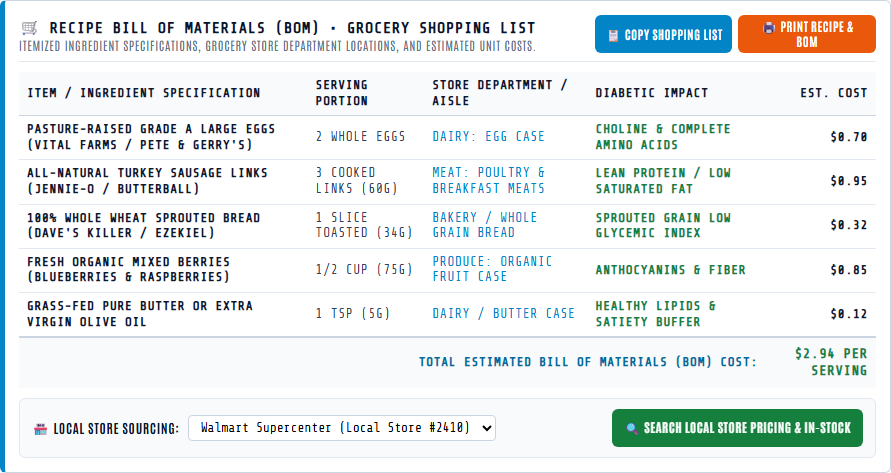 RECIPE BILL OF MATERIALS (BOM) · GROCERY SHOPPING LIST
ITEMIZED INGREDIENT SPECIFICATIONS, GROCERY STORE DEPARTMENT LOCATIONS, AND ESTIMATED UNIT COSTS.
COPY SHOPPING LIST
PRINT RECIPE &
BOM
ITEM / INGREDIENT SPECIFICATION
SERVING
PORTION
STORE DEPARTMENT /
AISLE
DIABETIC IMPACT
EST. COST
PASTURE-RAISED GRADE A LARGE EGGS
(VITAL FARMS / PETE & GERRY'S)
2 WHOLE EGGS
DAIRY: EGG CASE
CHOLINE & COMPLETE
AMINO ACIDS
$0.70
ALL-NATURAL TURKEY SAUSAGE LINKS
(JENNIE-O / BUTTERBALL)
3 COOKED
LINKS (60G)
MEAT: POULTRY &
BREAKFAST MEATS
LEAN PROTEIN / LOW
SATURATED FAT
$0.95
100% WHOLE WHEAT SPROUTED BREAD
(DAVE'S KILLER / EZEKIEL)
1 SLICE
TOASTED (34G)
BAKERY / WHOLE
GRAIN BREAD
SPROUTED GRAIN LOW
GLYCEMIC INDEX
$0.32
FRESH ORGANIC MIXED BERRIES
(BLUEBERRIES & RASPBERRIES)
1/2 CUP (75G)
PRODUCE: ORGANIC
FRUIT CASE
ANTHOCYANINS & FIBER
$0.85
GRASS-FED PURE BUTTER OR EXTRA
VIRGIN OLIVE OIL
1 TSP (5G)
DAIRY / BUTTER CASE
HEALTHY LIPIDS &
SATIETY BUFFER
$0.12
TOTAL ESTIMATED BILL OF MATERIALS (BOM) COST:
$2.94 PER
SERVING
LOCAL STORE SOURCING:
Walmart Supercenter (Local Store #2410)
SEARCH LOCAL STORE PRICING & IN-STOCK